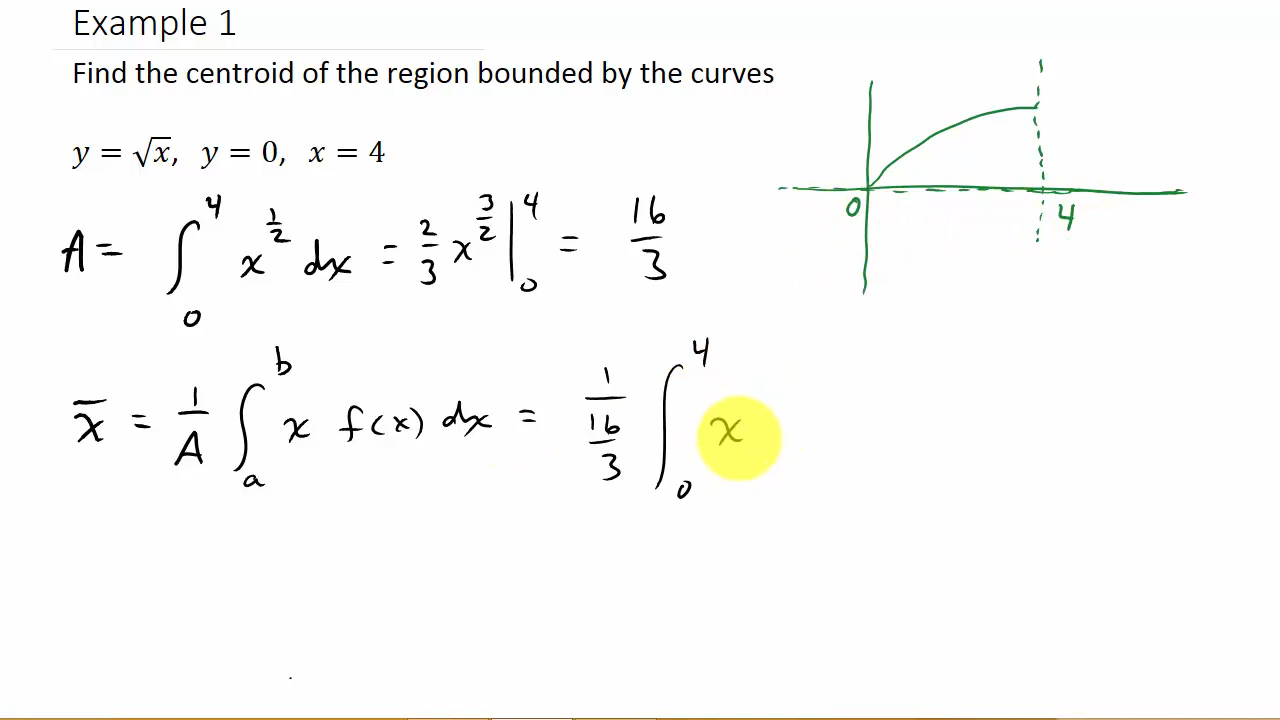 Example 1
Find the centroid of the region bounded by the curves
y = √x, y = 0, x = 4
A = ∫₀⁴ x^(1/2) dx = 2/3 x^(3/2) |₀⁴ = 16/3
0 4
x̄ = 1/A ∫ₐᵇ x f(x) dx = 1/(16/3) ∫₀⁴ x